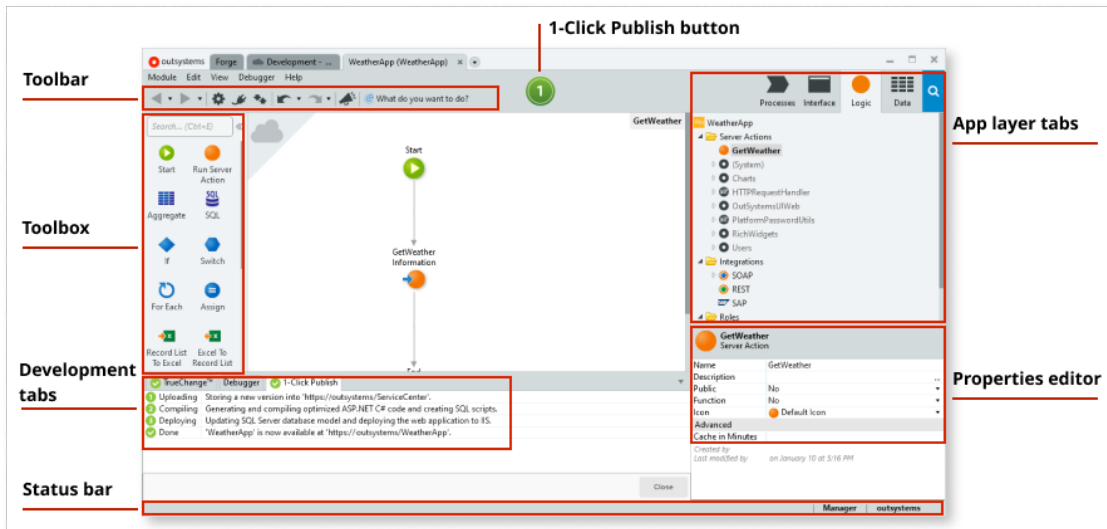 1-Click Publish button
Toolbar
outsystems Forge Development - ... WeatherApp (WeatherApp)
Module Edit View Debugger Help
What do you want to do?
1
Processes Interface Logic Data
App layer tabs
Search... (Ctrl+E)
GetWeather
WeatherApp
Server Actions
GetWeather
(System)
Charts
HTTPRequestHandler
OutSystemsUIWeb
PlatformPasswordUtils
RichWidgets
Users
Integrations
SOAP
REST
SAP
Roles
Toolbox
Start Run Server
Action
Aggregate SQL
If Switch
For Each Assign
Record List Excel To
To Excel Record List
Start
GetWeather
Information
End
Development
tabs
TrueChange™ Debugger 1-Click Publish
1 Uploading Storing a new version into 'https://outsystems/ServiceCenter'.
2 Compiling Generating and compiling optimized ASP.NET C# code and creating SQL scripts.
3 Deploying Updating SQL Server database model and deploying the web application to IIS.
Done 'WeatherApp' is now available at 'https://outsystems/WeatherApp'.
Close
GetWeather
Server Action
Name GetWeather
Description ...
Public No
Function No
Icon Default Icon
Advanced
Cache in Minutes
Created by
Last modified by on January 10 at 5:16 PM
Properties editor
Status bar
Manager outsystems